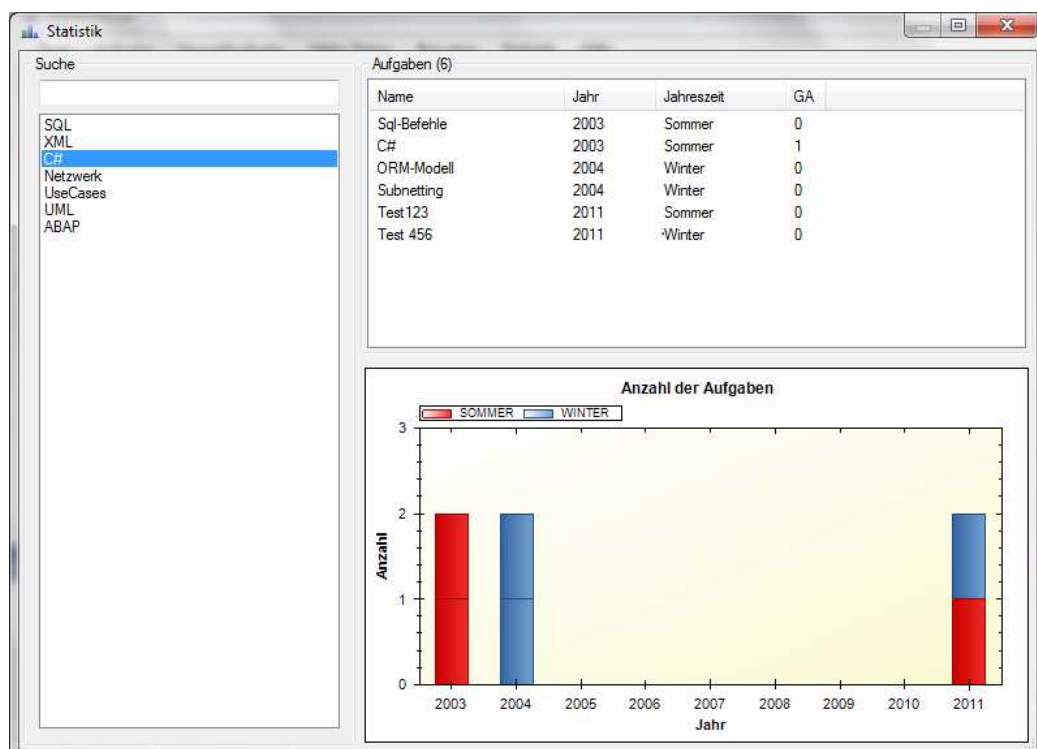 Statistik
Suche
SQL
XML
C#
Netzwerk
UseCases
UML
ABAP
Aufgaben (6)
Name Jahr Jahreszeit GA
Sql-Befehle 2003 Sommer 0
C# 2003 Sommer 1
ORM-Modell 2004 Winter 0
Subnetting 2004 Winter 0
Test123 2011 Sommer 0
Test 456 2011 Winter 0
Anzahl der Aufgaben
SOMMER WINTER
3
2
1
0
Anzahl
2003 2004 2005 2006 2007 2008 2009 2010 2011
Jahr